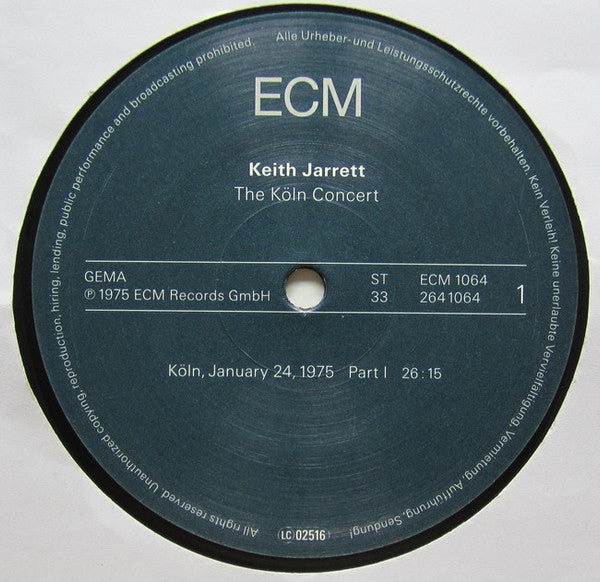 ECM
Keith Jarrett
The Köln Concert
GEMA
℗ 1975 ECM Records GmbH
ST ECM 1064
33 2641064
1
Köln, January 24, 1975 Part I 26:15
Alle Urheber- und Leistungsschutzrechte vorbehalten. Kein Verleih! Keine unerlaubte Vervielfältigung, Vermietung, Aufführung, Sendung!
LC 02516
All rights reserved. Unauthorized copying, reproduction, hiring, lending, public performance and broadcasting prohibited.